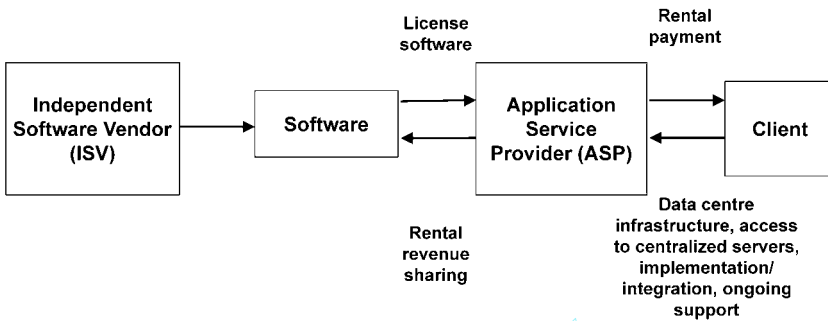 License
software
Rental
payment
Independent
Software Vendor
(ISV)
Software
Application
Service
Provider (ASP)
Client
Rental
revenue
sharing
Data centre
infrastructure, access
to centralized servers,
implementation/
integration, ongoing
support